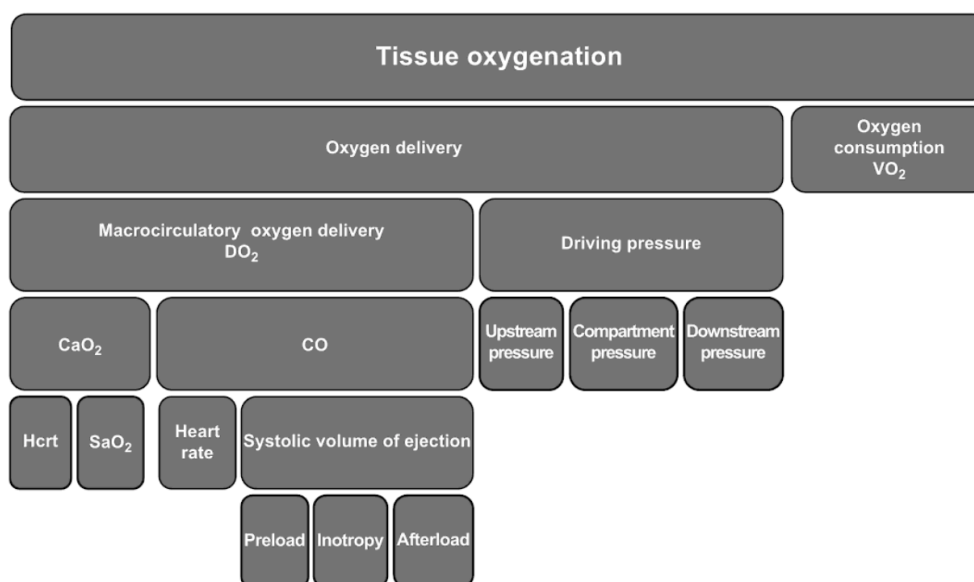 Tissue oxygenation
Oxygen delivery
Oxygen
consumption
VO₂
Macrocirculatory oxygen delivery
DO₂
Driving pressure
CaO₂
CO
Upstream
pressure
Compartment
pressure
Downstream
pressure
Hcrt
SaO₂
Heart
rate
Systolic volume of ejection
Preload
Inotropy
Afterload